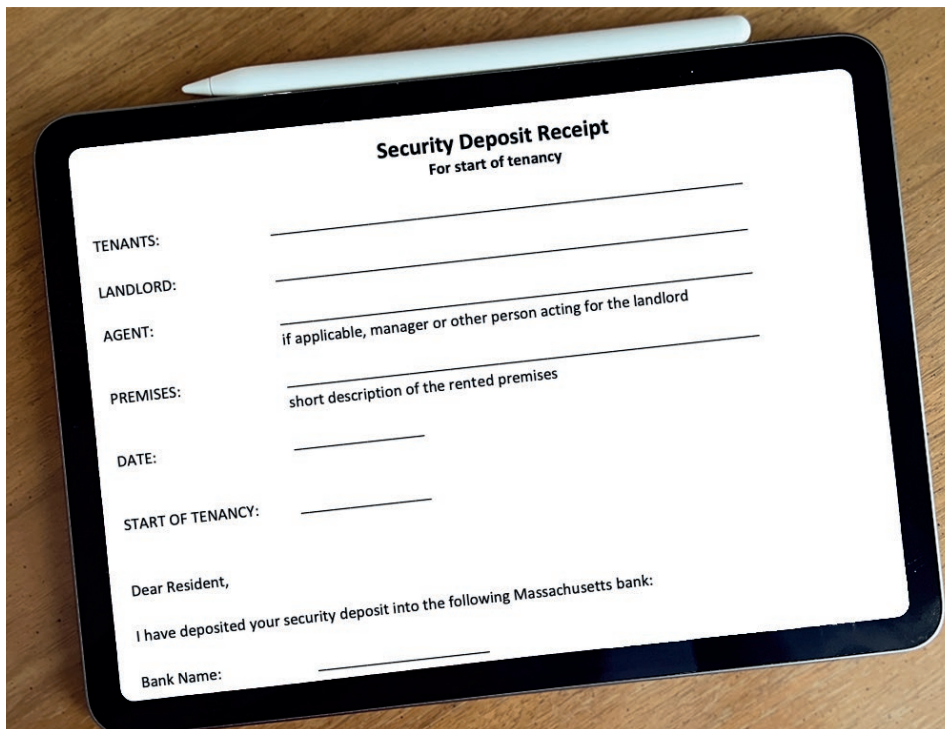 Security Deposit Receipt
For start of tenancy
TENANTS:
LANDLORD:
AGENT:
if applicable, manager or other person acting for the landlord
PREMISES:
short description of the rented premises
DATE:
START OF TENANCY:
Dear Resident,
I have deposited your security deposit into the following Massachusetts bank:
Bank Name: